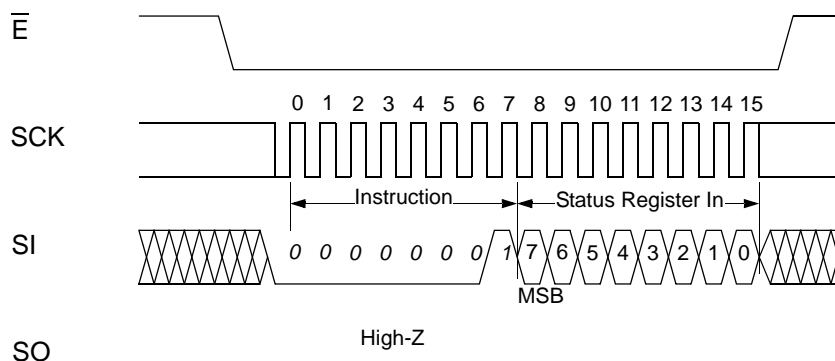 E
0 1 2 3 4 5 6 7 8 9 10 11 12 13 14 15
SCK
Instruction Status Register In
SI 0 0 0 0 0 0 0 1 7 6 5 4 3 2 1 0
MSB
High-Z
SO